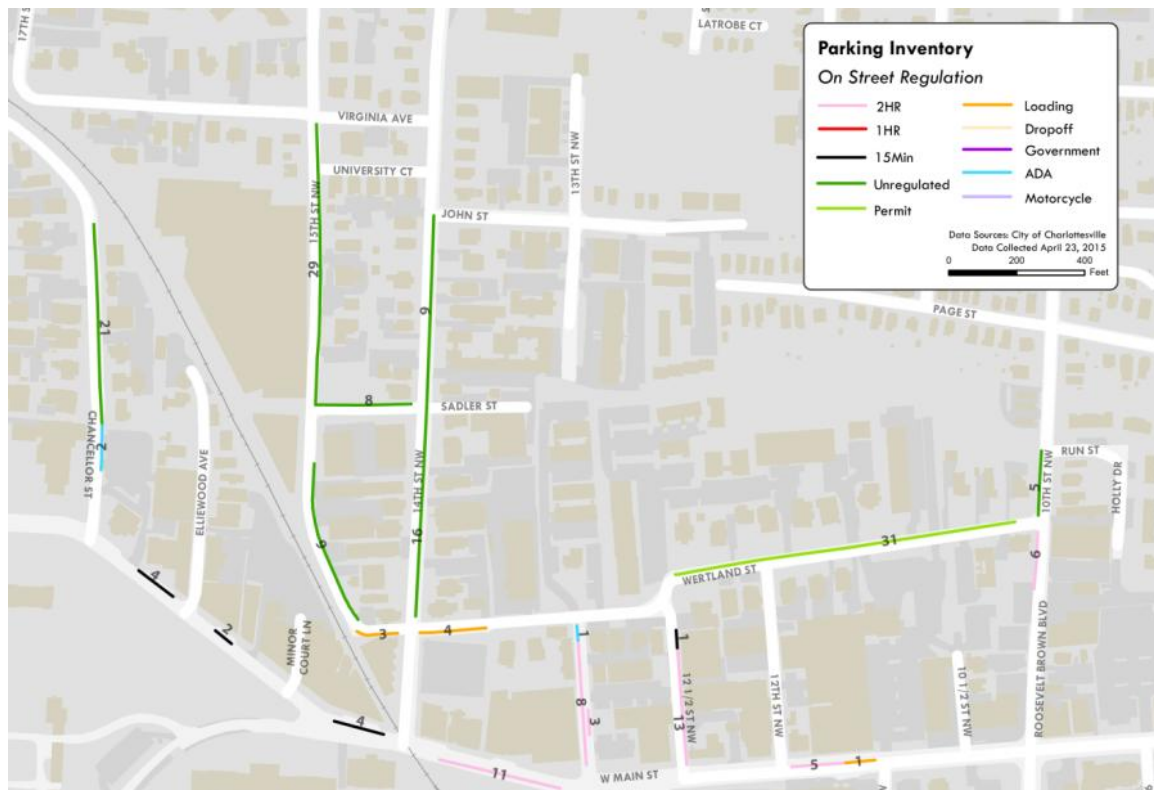 17TH S
LATROBE CT
Parking Inventory
On Street Regulation
2HR
1HR
15Min
Unregulated
Permit
Loading
Dropoff
Government
ADA
Motorcycle
Data Sources: City of Charlottesville
Data Collected April 23, 2015
0 200 400
Feet
VIRGINIA AVE
UNIVERSITY CT
15TH ST NW
29
13TH ST NW
JOHN ST
9
21
PAGE ST
8
SADLER ST
2
CHANCELLOR ST
ELLIEWOOD AVE
14TH ST NW
16
9
RUN ST
10TH ST NW
5
HOLLY DR
31
WERTLAND ST
6
4
2
MINOR
COURT LN
3
4
1
1
8
3
12 1/2 ST NW
13
12TH ST NW
10 1/2 ST NW
ROOSEVELT BROWN BLVD
4
11
W MAIN ST
5
1